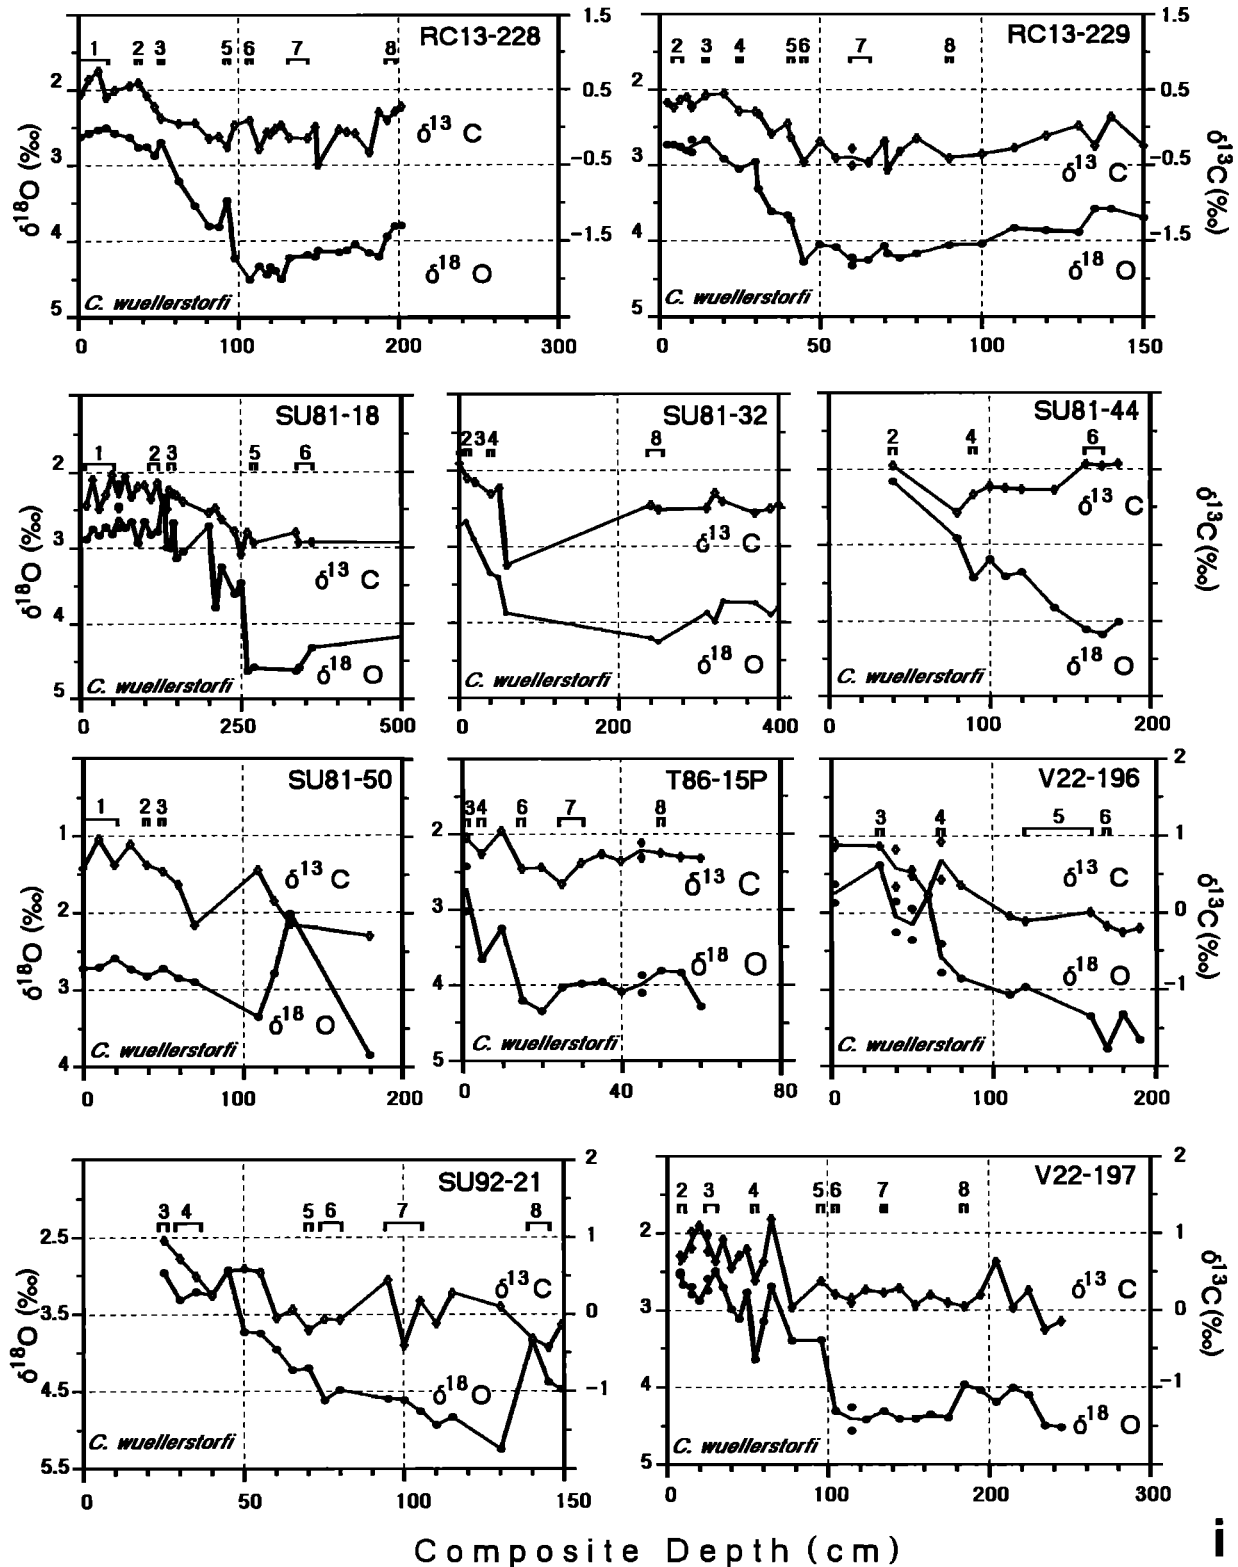 RC13-228
1 2 3 5 6 7 8
δ18O (‰)
2
3
4
5
δ13 C
δ18 O
C. wuellerstorfi
1.5
0.5
−0.5
−1.5
0 100 200 300
RC13-229
2 3 4 5 6 7 8
2
3
4
5
δ13 C
δ18 O
C. wuellerstorfi
1.5
0.5
−0.5
−1.5
δ13C (‰)
0 50 100 150
SU81-18
1 2 3 5 6
δ18O (‰)
2
3
4
5
δ13 C
δ18 O
C. wuellerstorfi
0 250 500
SU81-32
2 3 4 8
δ13 C
δ18 O
C. wuellerstorfi
0 200 400
SU81-44
2 4 6
δ13 C
δ18 O
C. wuellerstorfi
δ13C (‰)
0 100 200
SU81-50
1 2 3
δ18O (‰)
1
2
3
4
δ13 C
δ18 O
C. wuellerstorfi
0 100 200
T86-15P
3 4 6 7 8
2
3
4
5
δ13 C
δ18 O
C. wuellerstorfi
0 40 80
V22-196
3 4 5 6
δ13 C
δ18 O
C. wuellerstorfi
2
1
0
−1
δ13C (‰)
0 100 200
SU92-21
3 4 5 6 7 8
δ18O (‰)
2.5
3.5
4.5
5.5
δ13 C
δ18 O
C. wuellerstorfi
2
1
0
−1
0 50 100 150
V22-197
2 3 4 5 6 7 8
2
3
4
5
δ13 C
δ18 O
C. wuellerstorfi
2
1
0
−1
δ13C (‰)
0 100 200 300
Composite Depth (cm)
i